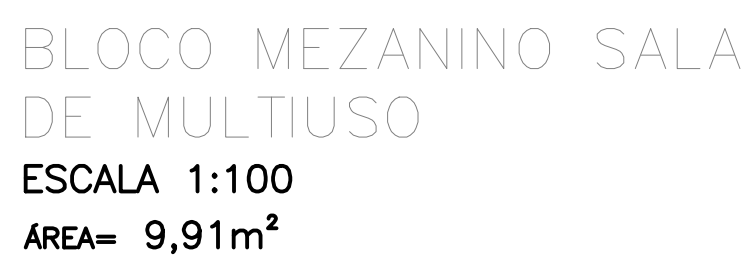 BLOCO MEZANINO SALA
DE MULTIUSO
ESCALA 1:100
ÁREA= 9,91m²